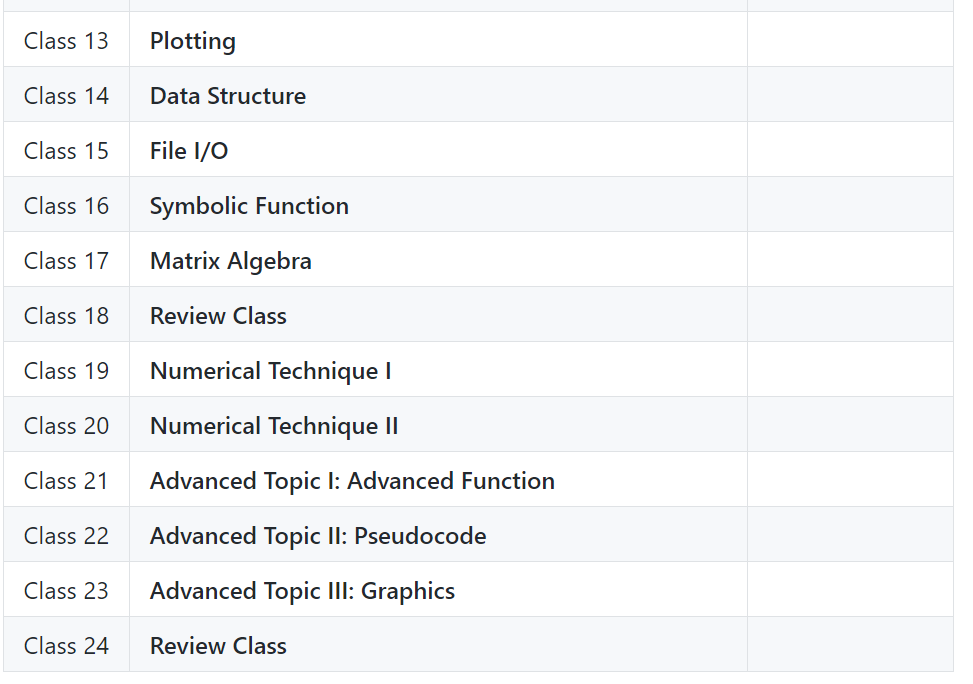 Class 13 Plotting
Class 14 Data Structure
Class 15 File I/O
Class 16 Symbolic Function
Class 17 Matrix Algebra
Class 18 Review Class
Class 19 Numerical Technique I
Class 20 Numerical Technique II
Class 21 Advanced Topic I: Advanced Function
Class 22 Advanced Topic II: Pseudocode
Class 23 Advanced Topic III: Graphics
Class 24 Review Class